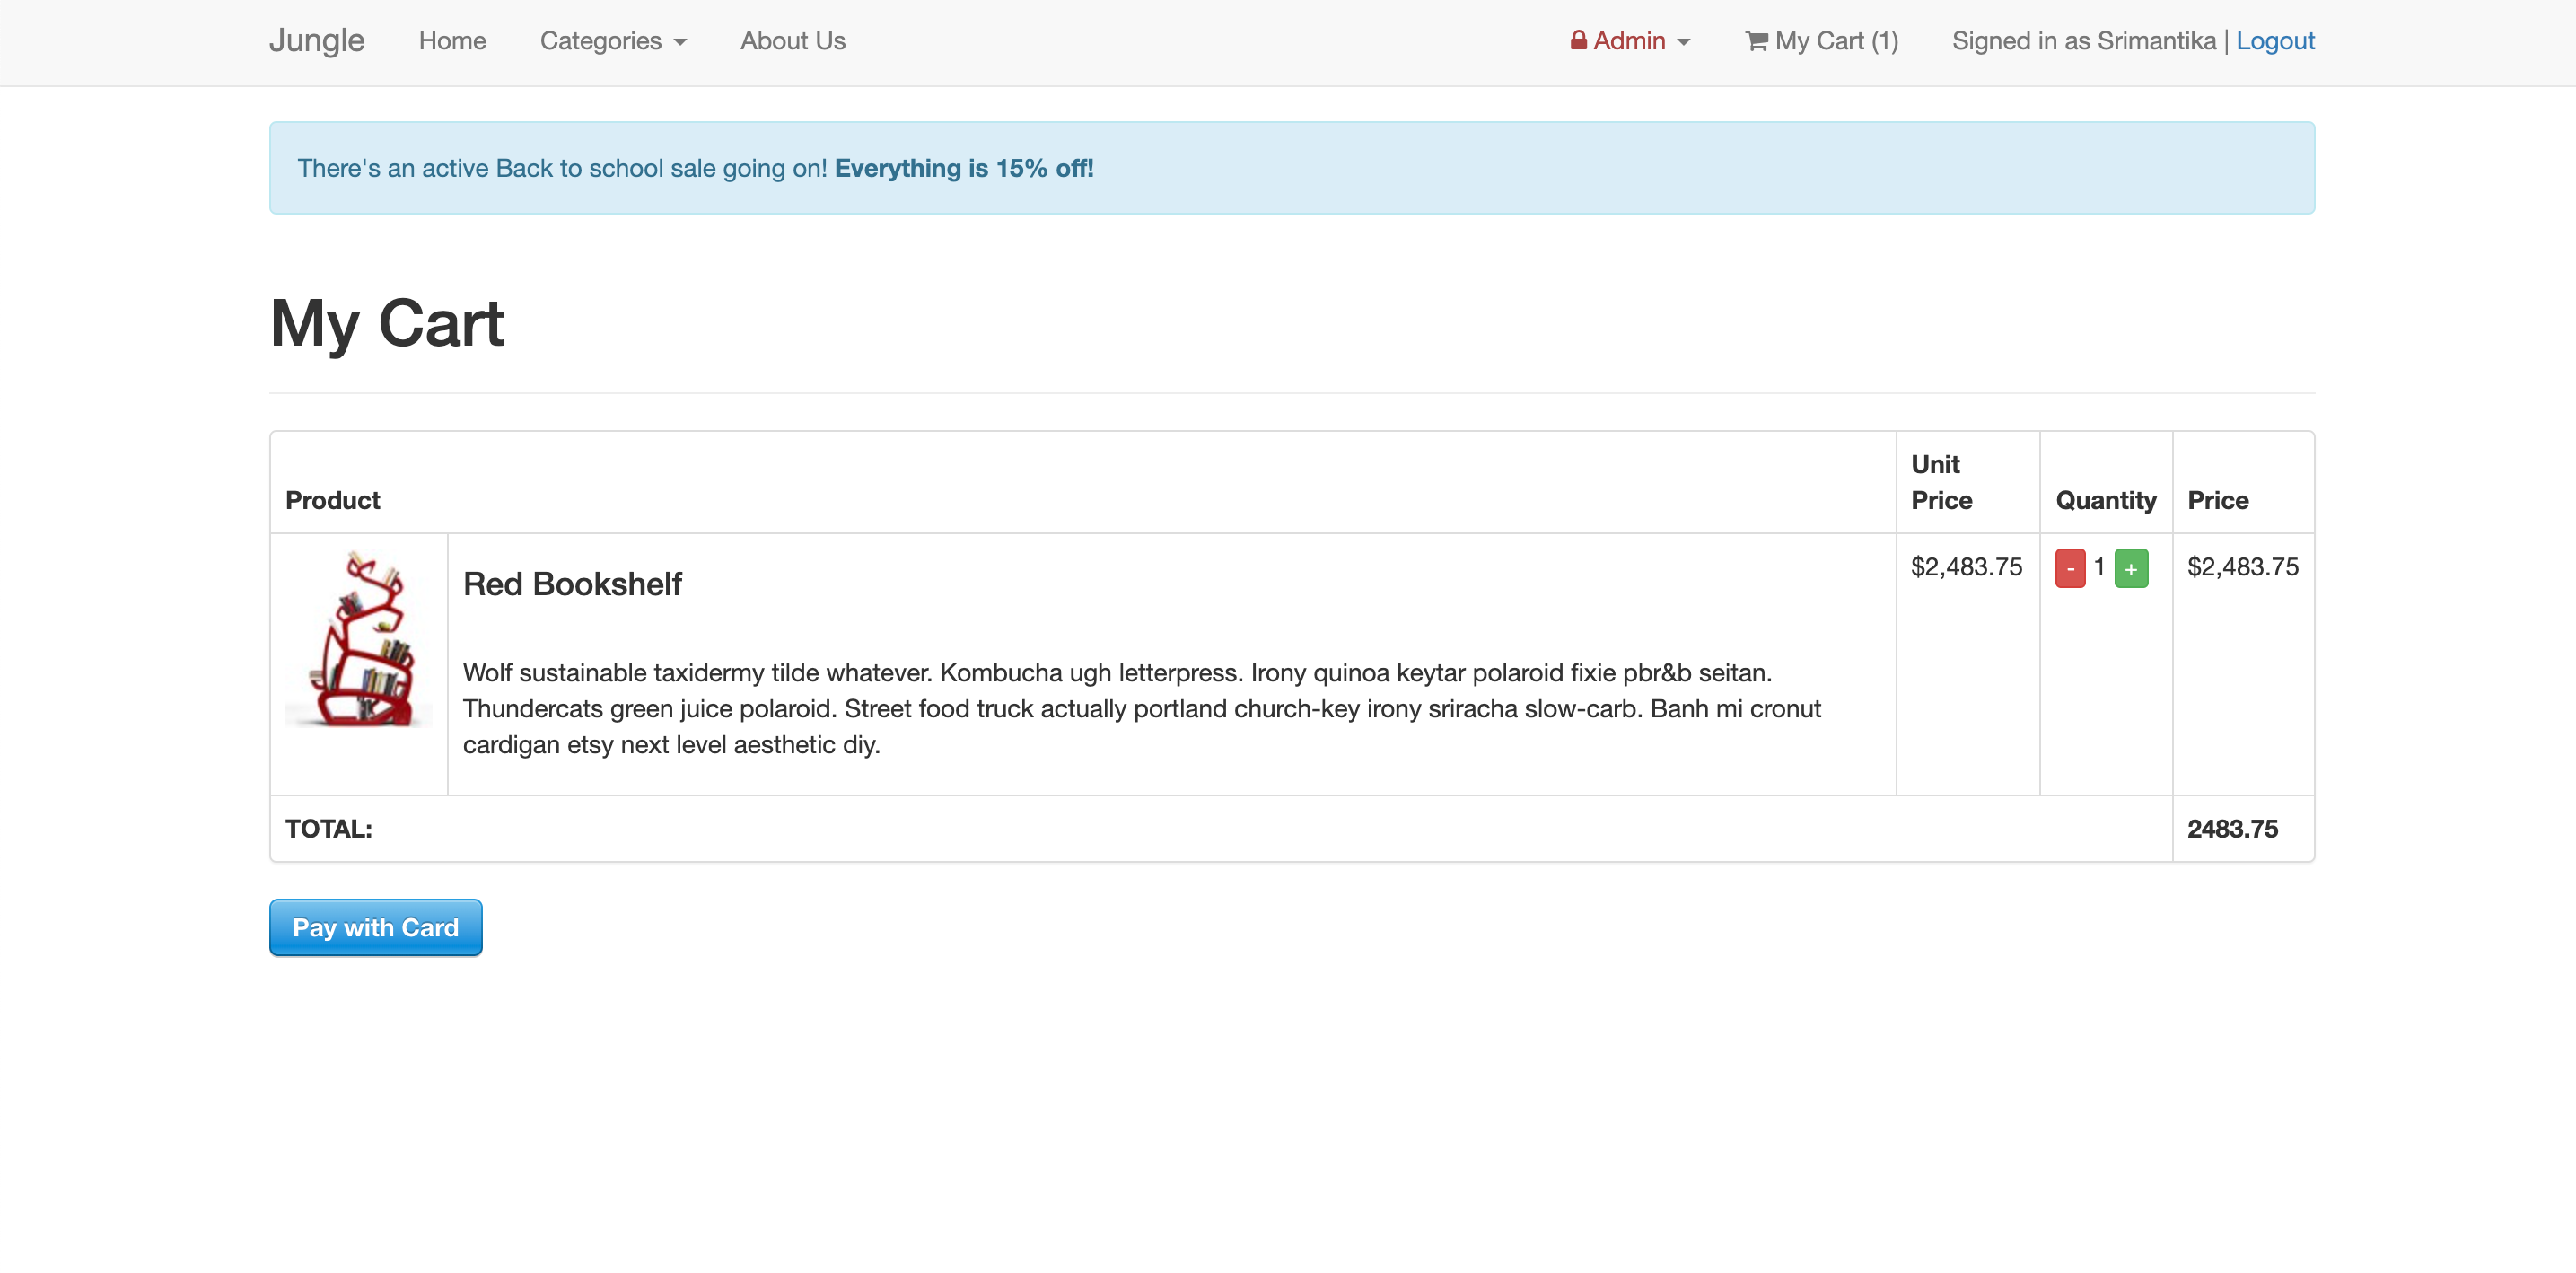 Jungle Home Categories About Us Admin My Cart (1) Signed in as Srimantika | Logout
There's an active Back to school sale going on! Everything is 15% off!
My Cart
Product Unit Price Quantity Price
Red Bookshelf $2,483.75 - 1 + $2,483.75
Wolf sustainable taxidermy tilde whatever. Kombucha ugh letterpress. Irony quinoa keytar polaroid fixie pbr&b seitan.
Thundercats green juice polaroid. Street food truck actually portland church-key irony sriracha slow-carb. Banh mi cronut
cardigan etsy next level aesthetic diy.
TOTAL: 2483.75
Pay with Card